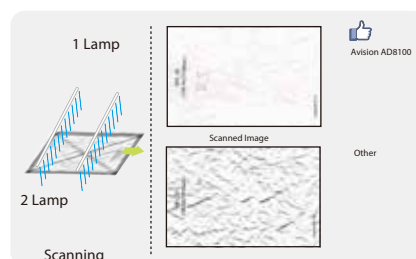 1 Lamp
Avision AD8100
Scanned Image
Other
2 Lamp
Scanning